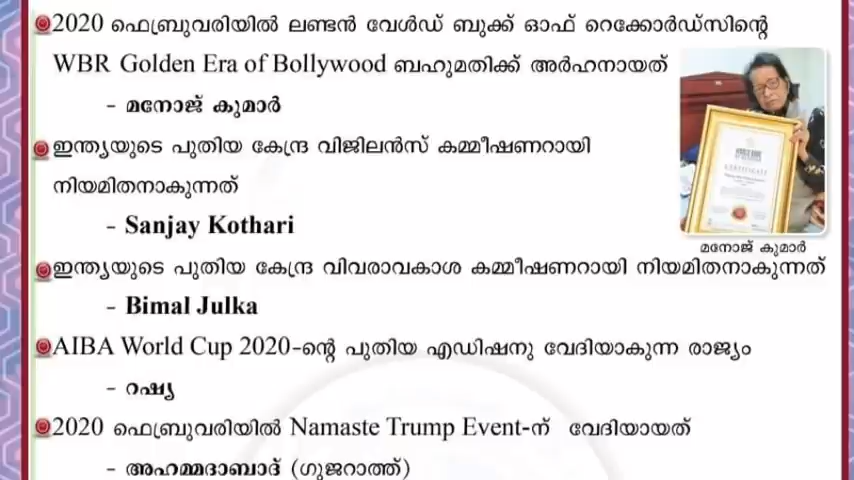 2020 ഫെബ്രുവരിയിൽ ലണ്ടൻ വേൾഡ് ബുക്ക് ഓഫ് റെക്കോർഡ്സിന്റെ
WBR Golden Era of Bollywood ബഹുമതിക്ക് അർഹനായത്
- മനോജ് കുമാർ
ഇന്ത്യയുടെ പുതിയ കേന്ദ്ര വിജിലൻസ് കമ്മീഷണറായി
നിയമിതനാകുന്നത്
- Sanjay Kothari
മനോജ് കുമാർ
ഇന്ത്യയുടെ പുതിയ കേന്ദ്ര വിവരാവകാശ കമ്മീഷണറായി നിയമിതനാകുന്നത്
- Bimal Julka
AIBA World Cup 2020-ന്റെ പുതിയ എഡിഷനു വേദിയാകുന്ന രാജ്യം
- റഷ്യ
2020 ഫെബ്രുവരിയിൽ Namaste Trump Event-ന് വേദിയായത്
- അഹമ്മദാബാദ് (ഗുജറാത്ത്)